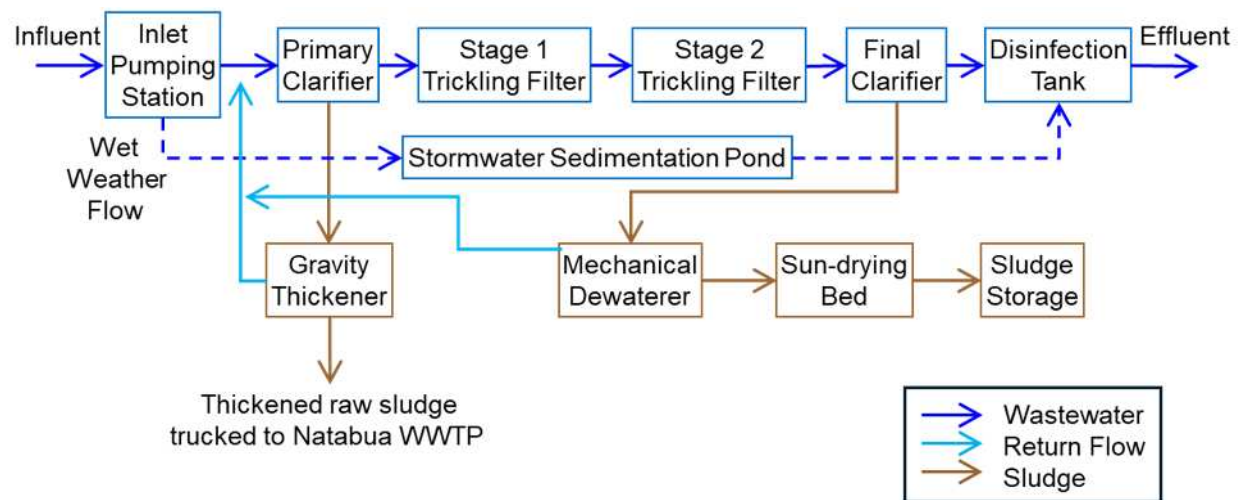 Influent
Inlet
Pumping
Station
Primary
Clarifier
Stage 1
Trickling Filter
Stage 2
Trickling Filter
Final
Clarifier
Disinfection
Tank
Effluent
Wet
Weather
Flow
Stormwater Sedimentation Pond
Gravity
Thickener
Mechanical
Dewaterer
Sun-drying
Bed
Sludge
Storage
Thickened raw sludge
trucked to Natabua WWTP
Wastewater
Return Flow
Sludge